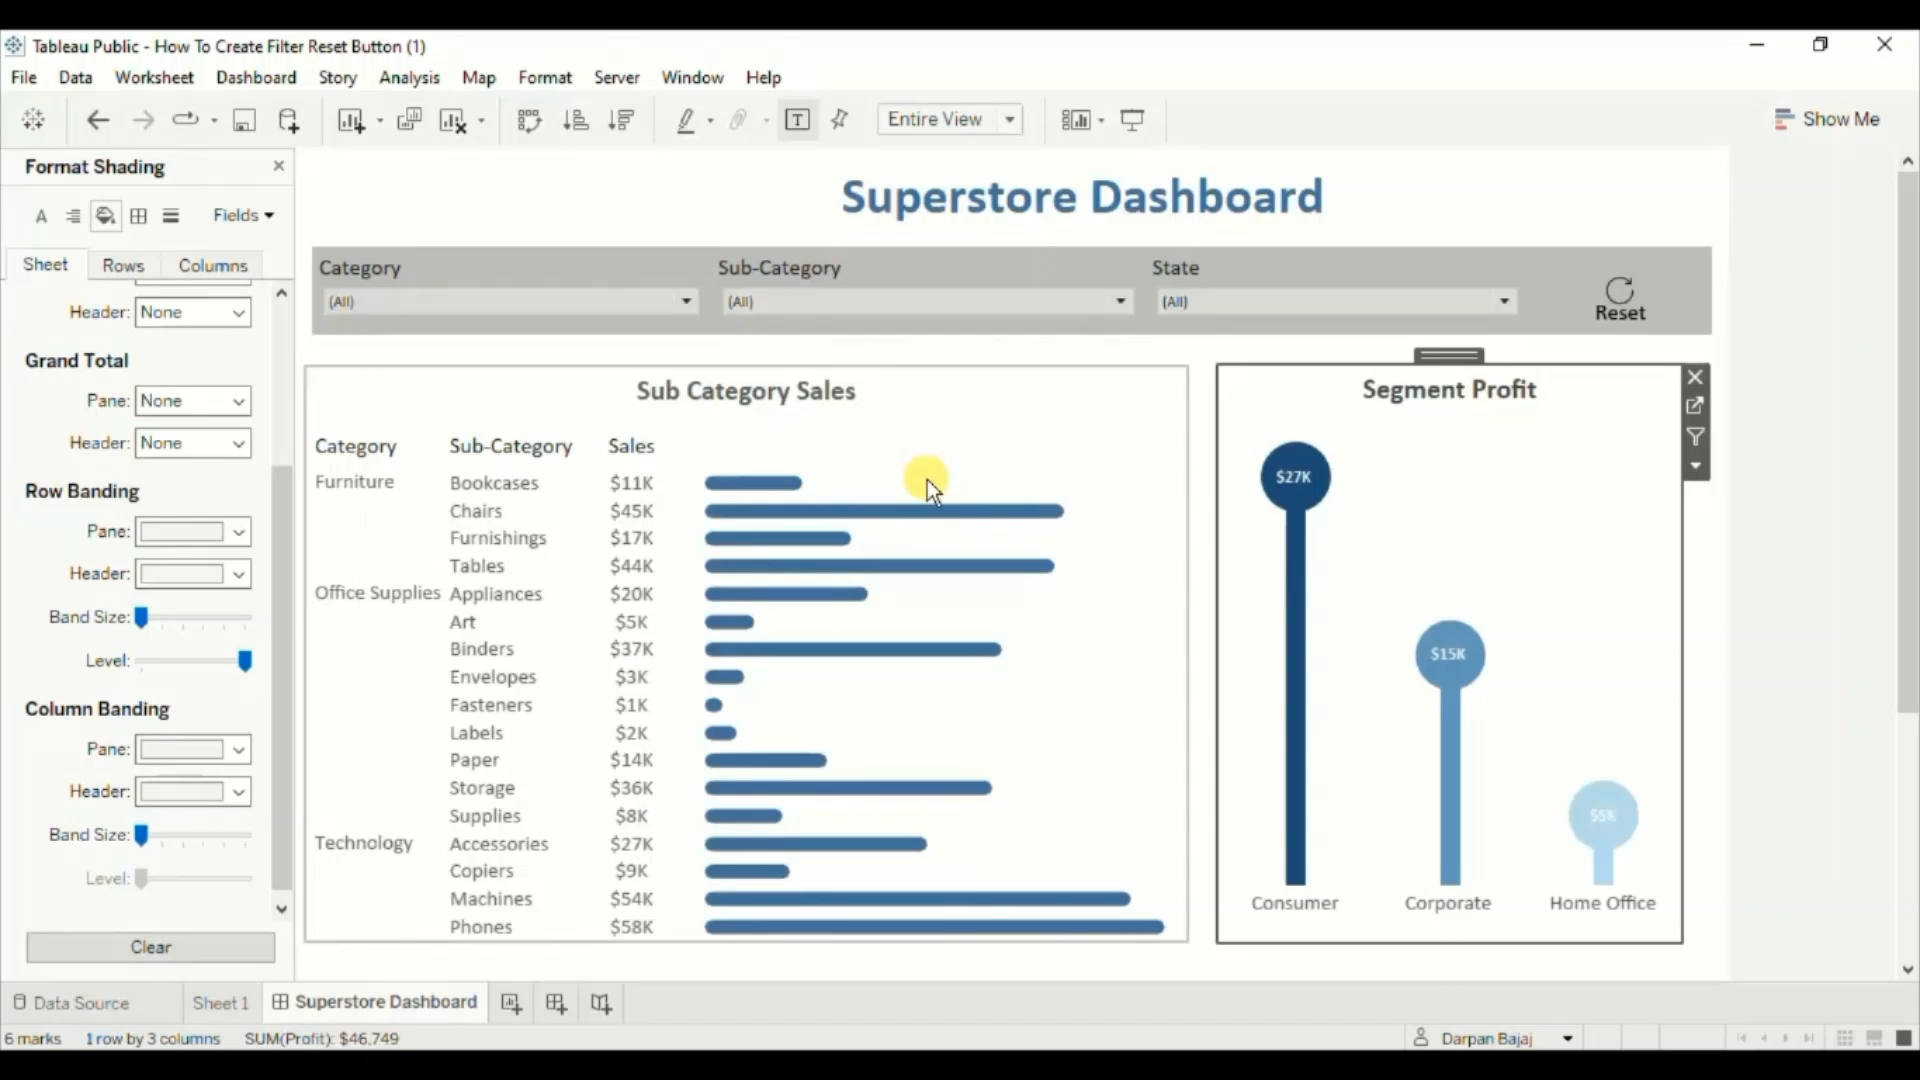 Tableau Public - How To Create Filter Reset Button (1)
File Data Worksheet Dashboard Story Analysis Map Format Server Window Help
Entire View
Show Me
Format Shading
Fields
Sheet Rows Columns
Header: None
Grand Total
Pane: None
Header: None
Row Banding
Pane:
Header:
Band Size:
Level:
Column Banding
Pane:
Header:
Band Size:
Level:
Clear
Superstore Dashboard
Category Sub-Category State
(All) (All) (All)
Reset
Sub Category Sales
Category Sub-Category Sales
Furniture Bookcases $11K
Chairs $45K
Furnishings $17K
Tables $44K
Office Supplies Appliances $20K
Art $5K
Binders $37K
Envelopes $3K
Fasteners $1K
Labels $2K
Paper $14K
Storage $36K
Supplies $8K
Technology Accessories $27K
Copiers $9K
Machines $54K
Phones $58K
Segment Profit
$27K
$15K
$5K
Consumer Corporate Home Office
Data Source Sheet 1 Superstore Dashboard
6 marks 1 row by 3 columns SUM(Profit): $46,749
Darpan Bajaj